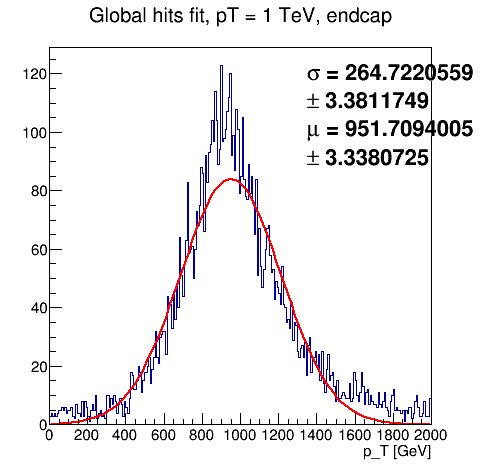 Global hits fit, pT = 1 TeV, endcap
σ = 264.7220559
± 3.3811749
μ = 951.7094005
± 3.3380725
120
100
80
60
40
20
0
0 200 400 600 800 1000 1200 1400 1600 1800 2000
p_T [GeV]